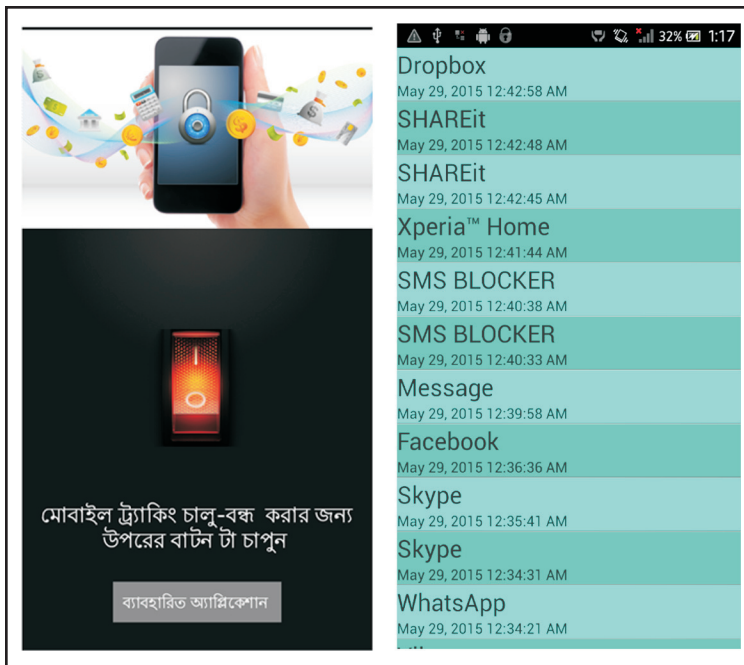 মোবাইল ট্র্যাকিং চালু-বন্ধ করার জন্য
উপরের বাটন টা চাপুন
ব্যাবহারিত অ্যাপ্লিকেশান
32% 1:17
Dropbox
May 29, 2015 12:42:58 AM
SHAREit
May 29, 2015 12:42:48 AM
SHAREit
May 29, 2015 12:42:45 AM
Xperia™ Home
May 29, 2015 12:41:44 AM
SMS BLOCKER
May 29, 2015 12:40:38 AM
SMS BLOCKER
May 29, 2015 12:40:33 AM
Message
May 29, 2015 12:39:58 AM
Facebook
May 29, 2015 12:36:36 AM
Skype
May 29, 2015 12:35:41 AM
Skype
May 29, 2015 12:34:31 AM
WhatsApp
May 29, 2015 12:34:21 AM